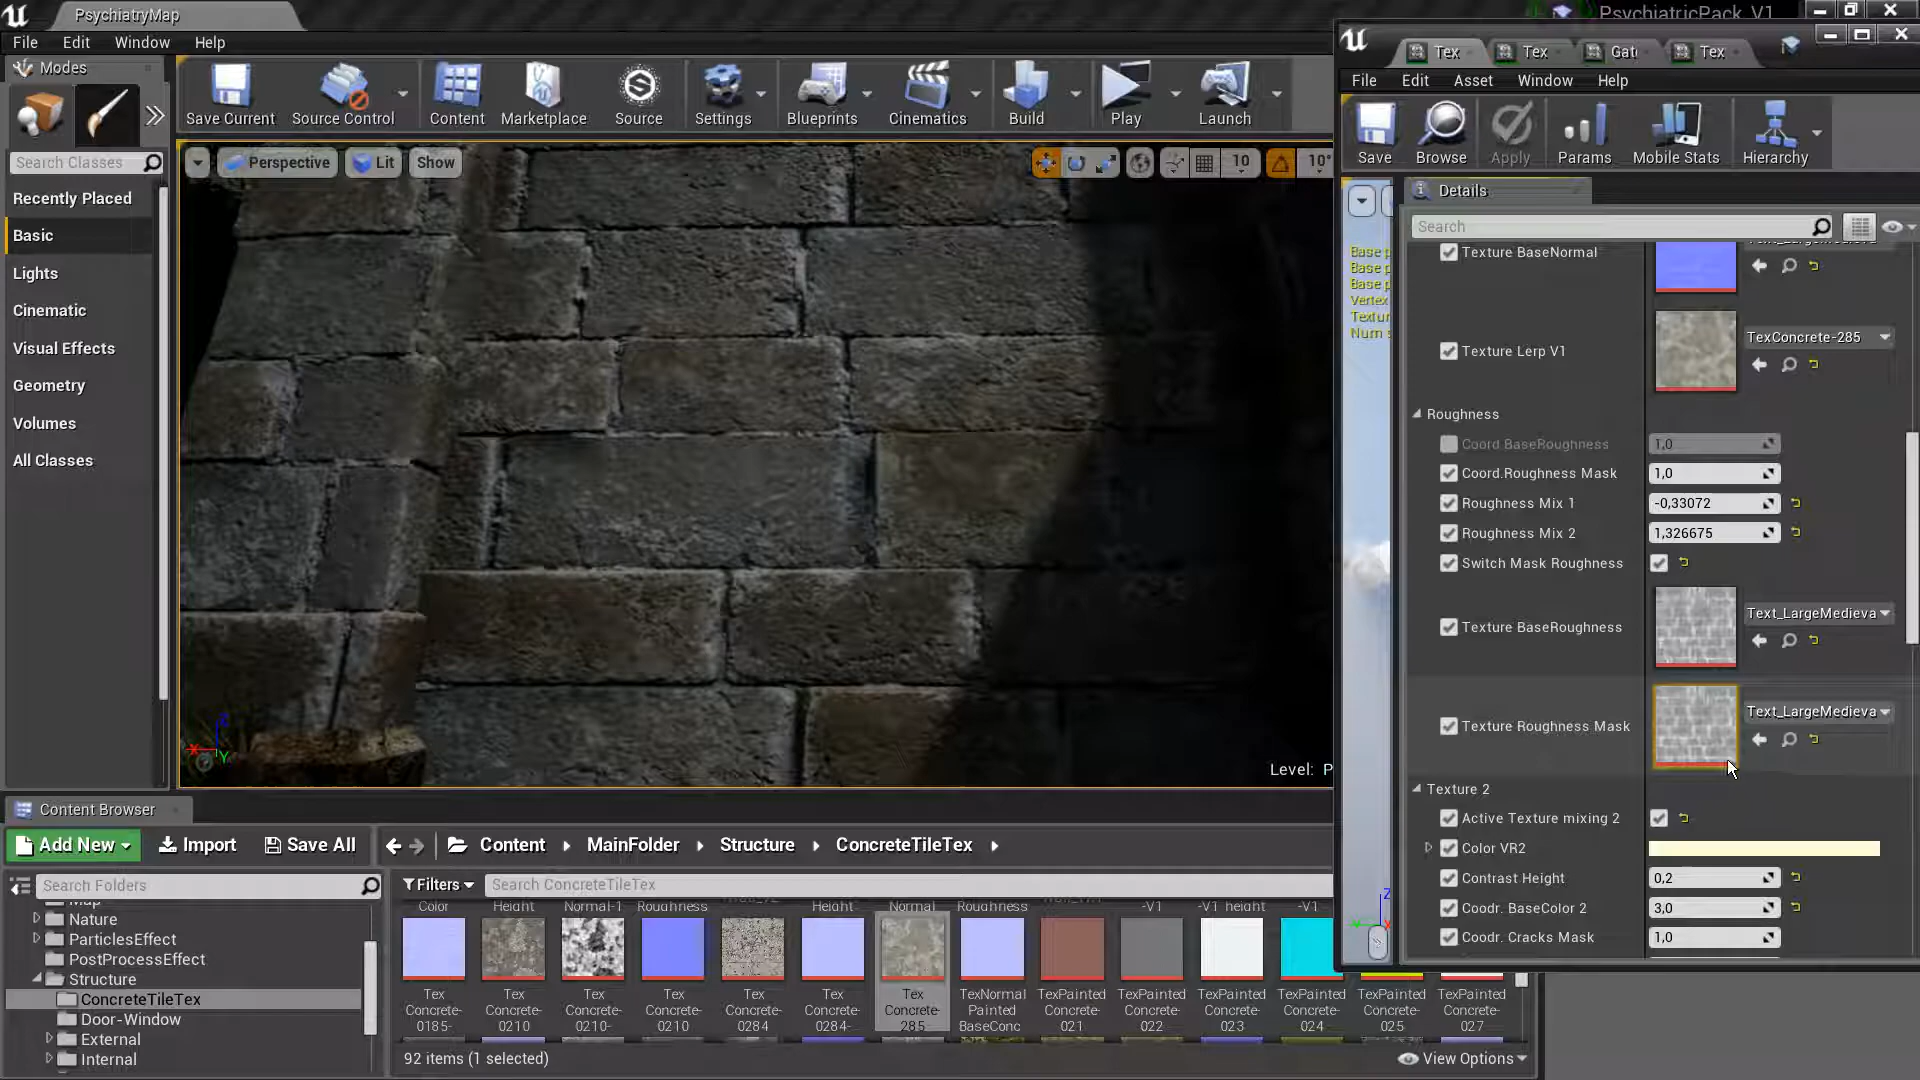 PsychiatryMap
PsychiatricPack_V1
File Edit Window Help
Modes
Search Classes
Recently Placed
Basic
Lights
Cinematic
Visual Effects
Geometry
Volumes
All Classes
Save Current
Source Control
Content
Marketplace
Source
Settings
Blueprints
Cinematics
Build
Play
Launch
Perspective
Lit
Show
10
10°
X
Y
Z
Level: P
Tex
Tex
Gat
Tex
File Edit Asset Window Help
Save
Browse
Apply
Params
Mobile Stats
Hierarchy
Base p
Base p
Base p
Vertex
Textur
Num s
Z
Details
Search
Texture BaseNormal
Texture Lerp V1
TexConcrete-285
Roughness
Coord BaseRoughness
1,0
Coord.Roughness Mask
1,0
Roughness Mix 1
-0,33072
Roughness Mix 2
1,326675
Switch Mask Roughness
Texture BaseRoughness
Text_LargeMedieva
Texture Roughness Mask
Text_LargeMedieva
Texture 2
Active Texture mixing 2
Color VR2
Contrast Height
0,2
Coodr. BaseColor 2
3,0
Coodr. Cracks Mask
1,0
Content Browser
Add New
Import
Save All
Content
MainFolder
Structure
ConcreteTileTex
Search Folders
Filters
Search ConcreteTileTex
Nature
ParticlesEffect
PostProcessEffect
Structure
ConcreteTileTex
Door-Window
External
Internal
Color
Height
Normal-1
Roughness
Height
Normal
Roughness
-V1
-V1_height
-V1
Tex
Concrete-
0185-
Tex
Concrete-
0210
Tex
Concrete-
0210-
Tex
Concrete-
0210
Tex
Concrete-
0284
Tex
Concrete-
0284-
Tex
Concrete-
285
TexNormal
Painted
BaseConc
TexPainted
Concrete-
021
TexPainted
Concrete-
022
TexPainted
Concrete-
023
TexPainted
Concrete-
024
TexPainted
Concrete-
025
TexPainted
Concrete-
027
92 items (1 selected)
View Options